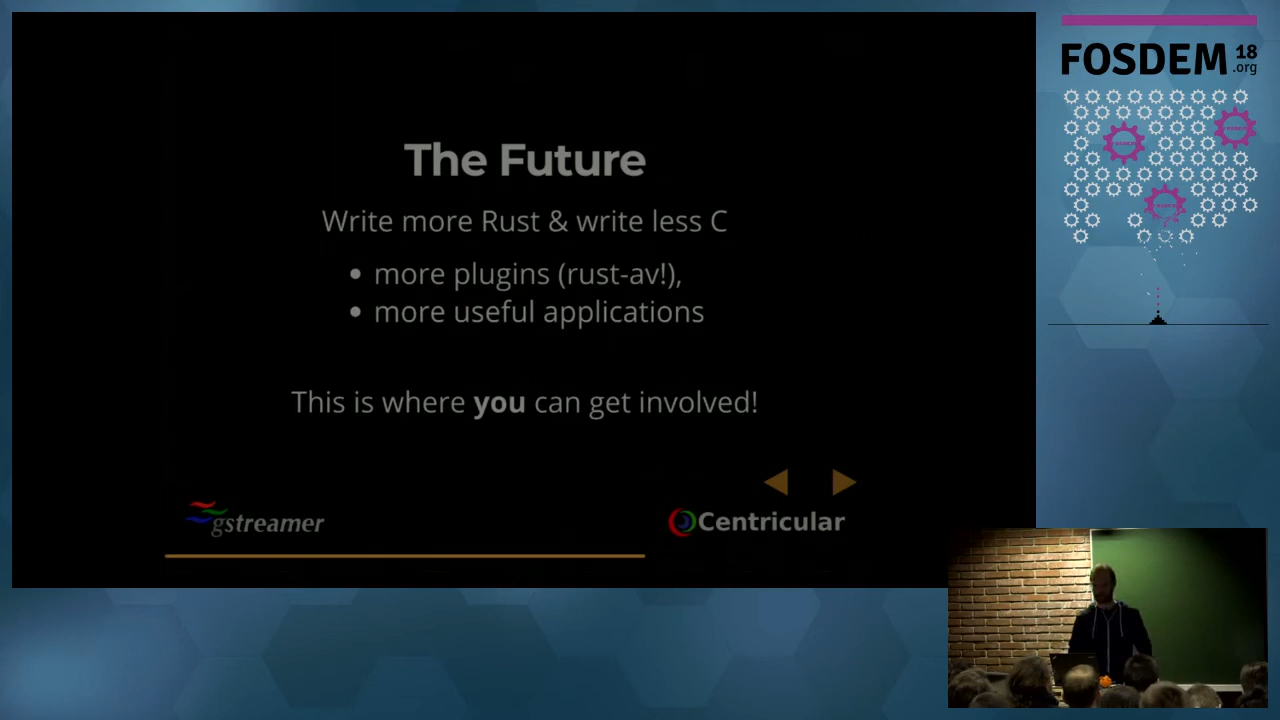 The Future
Write more Rust & write less C
• more plugins (rust-av!),
• more useful applications
This is where you can get involved!
gstreamer
Centricular
FOSDEM 18
.org